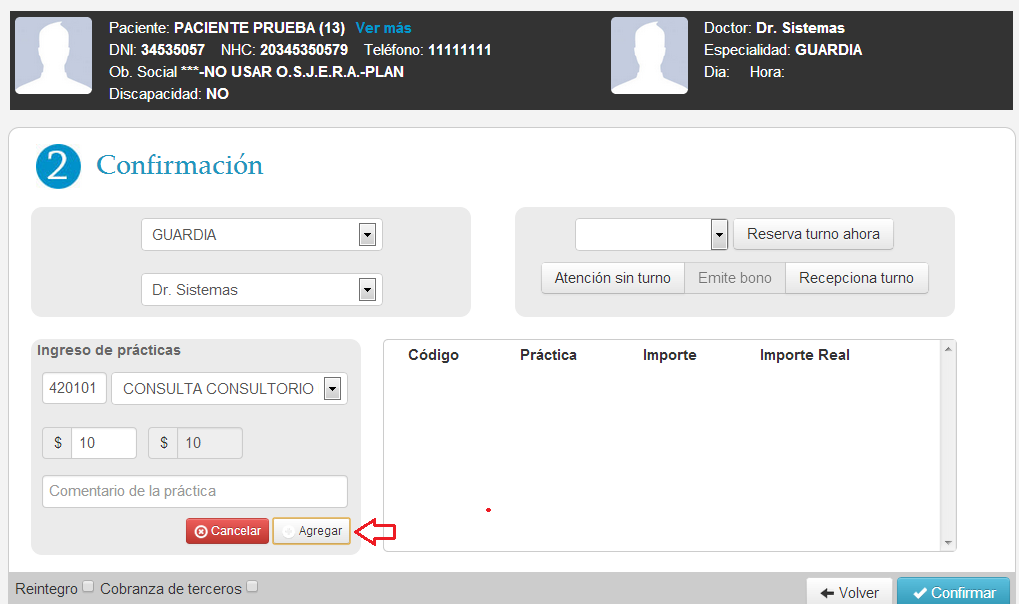 Paciente: PACIENTE PRUEBA (13) Ver más
DNI: 34535057 NHC: 20345350579 Teléfono: 11111111
Ob. Social ***-NO USAR O.S.J.E.R.A.-PLAN
Discapacidad: NO
Doctor: Dr. Sistemas
Especialidad: GUARDIA
Dia: Hora:
2 Confirmación
GUARDIA
Dr. Sistemas
Reserva turno ahora
Atención sin turno Emite bono Recepciona turno
Ingreso de prácticas
420101 CONSULTA CONSULTORIO
$ 10 $ 10
Comentario de la práctica
Cancelar Agregar
Código Práctica Importe Importe Real
Reintegro Cobranza de terceros
Volver Confirmar